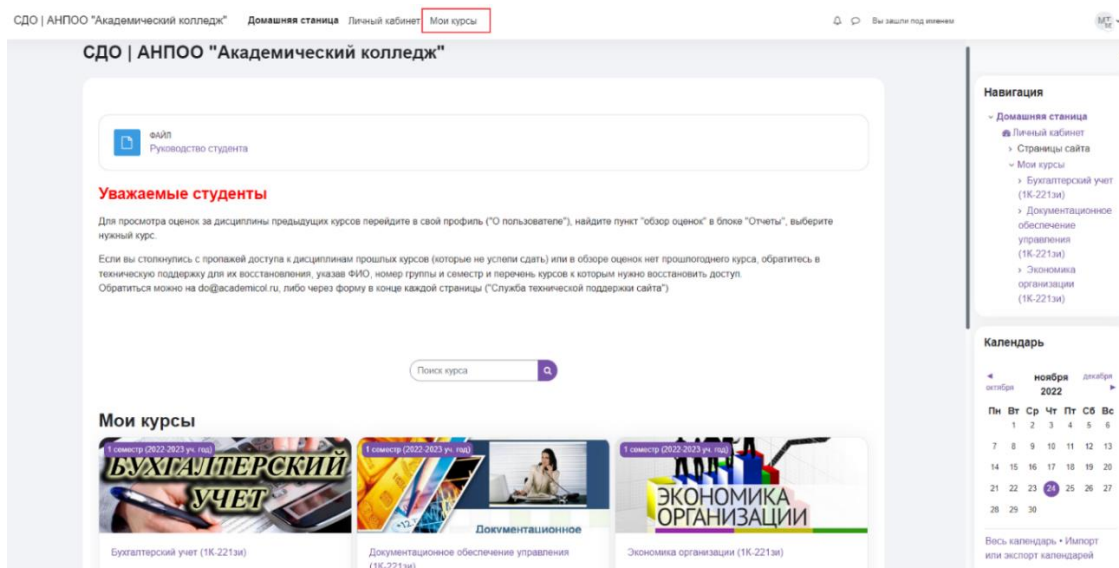 СДО | АНПОО "Академический колледж" Домашняя станица Личный кабинет Мои курсы Вы зашли под именем МТ
СДО | АНПОО "Академический колледж"
ФАЙЛ
Руководство студента
Уважаемые студенты
Для просмотра оценок за дисциплины предыдущих курсов перейдите в свой профиль ("О пользователе"), найдите пункт "обзор оценок" в блоке "Отчеты", выберите
нужный курс.
Если вы столкнулись с пропажей доступа к дисциплинам прошлых курсов (которые не успели сдать) или в обзоре оценок нет прошлогоднего курса, обратитесь в
техническую поддержку для их восстановления, указав ФИО, номер группы и семестр и перечень курсов к которым нужно восстановить доступ.
Обратиться можно на do@academicol.ru, либо через форму в конце каждой страницы ("Служба технической поддержки сайта")
Поиск курса
Мои курсы
1 семестр (2022-2023 уч. год)
БУХГАЛТЕРСКИЙ
УЧЕТ
Бухгалтерский учет (1К-221зи)
1 семестр (2022-2023 уч. год)
Документационное
Документационное обеспечение управления
(1К-221зи)
1 семестр (2022-2023 уч. год)
ЭКОНОМИКА
ОРГАНИЗАЦИИ
Экономика организации (1К-221зи)
Навигация
Домашняя станица
Личный кабинет
Страницы сайта
Мои курсы
Бухгалтерский учет
(1К-221зи)
Документационное
обеспечение
управления
(1К-221зи)
Экономика
организации
(1К-221зи)
Календарь
◄ ноября декабря
октября 2022 ►
Пн Вт Ср Чт Пт Сб Вс
1 2 3 4 5 6
7 8 9 10 11 12 13
14 15 16 17 18 19 20
21 22 23 24 25 26 27
28 29 30
Весь календарь • Импорт
или экспорт календарей